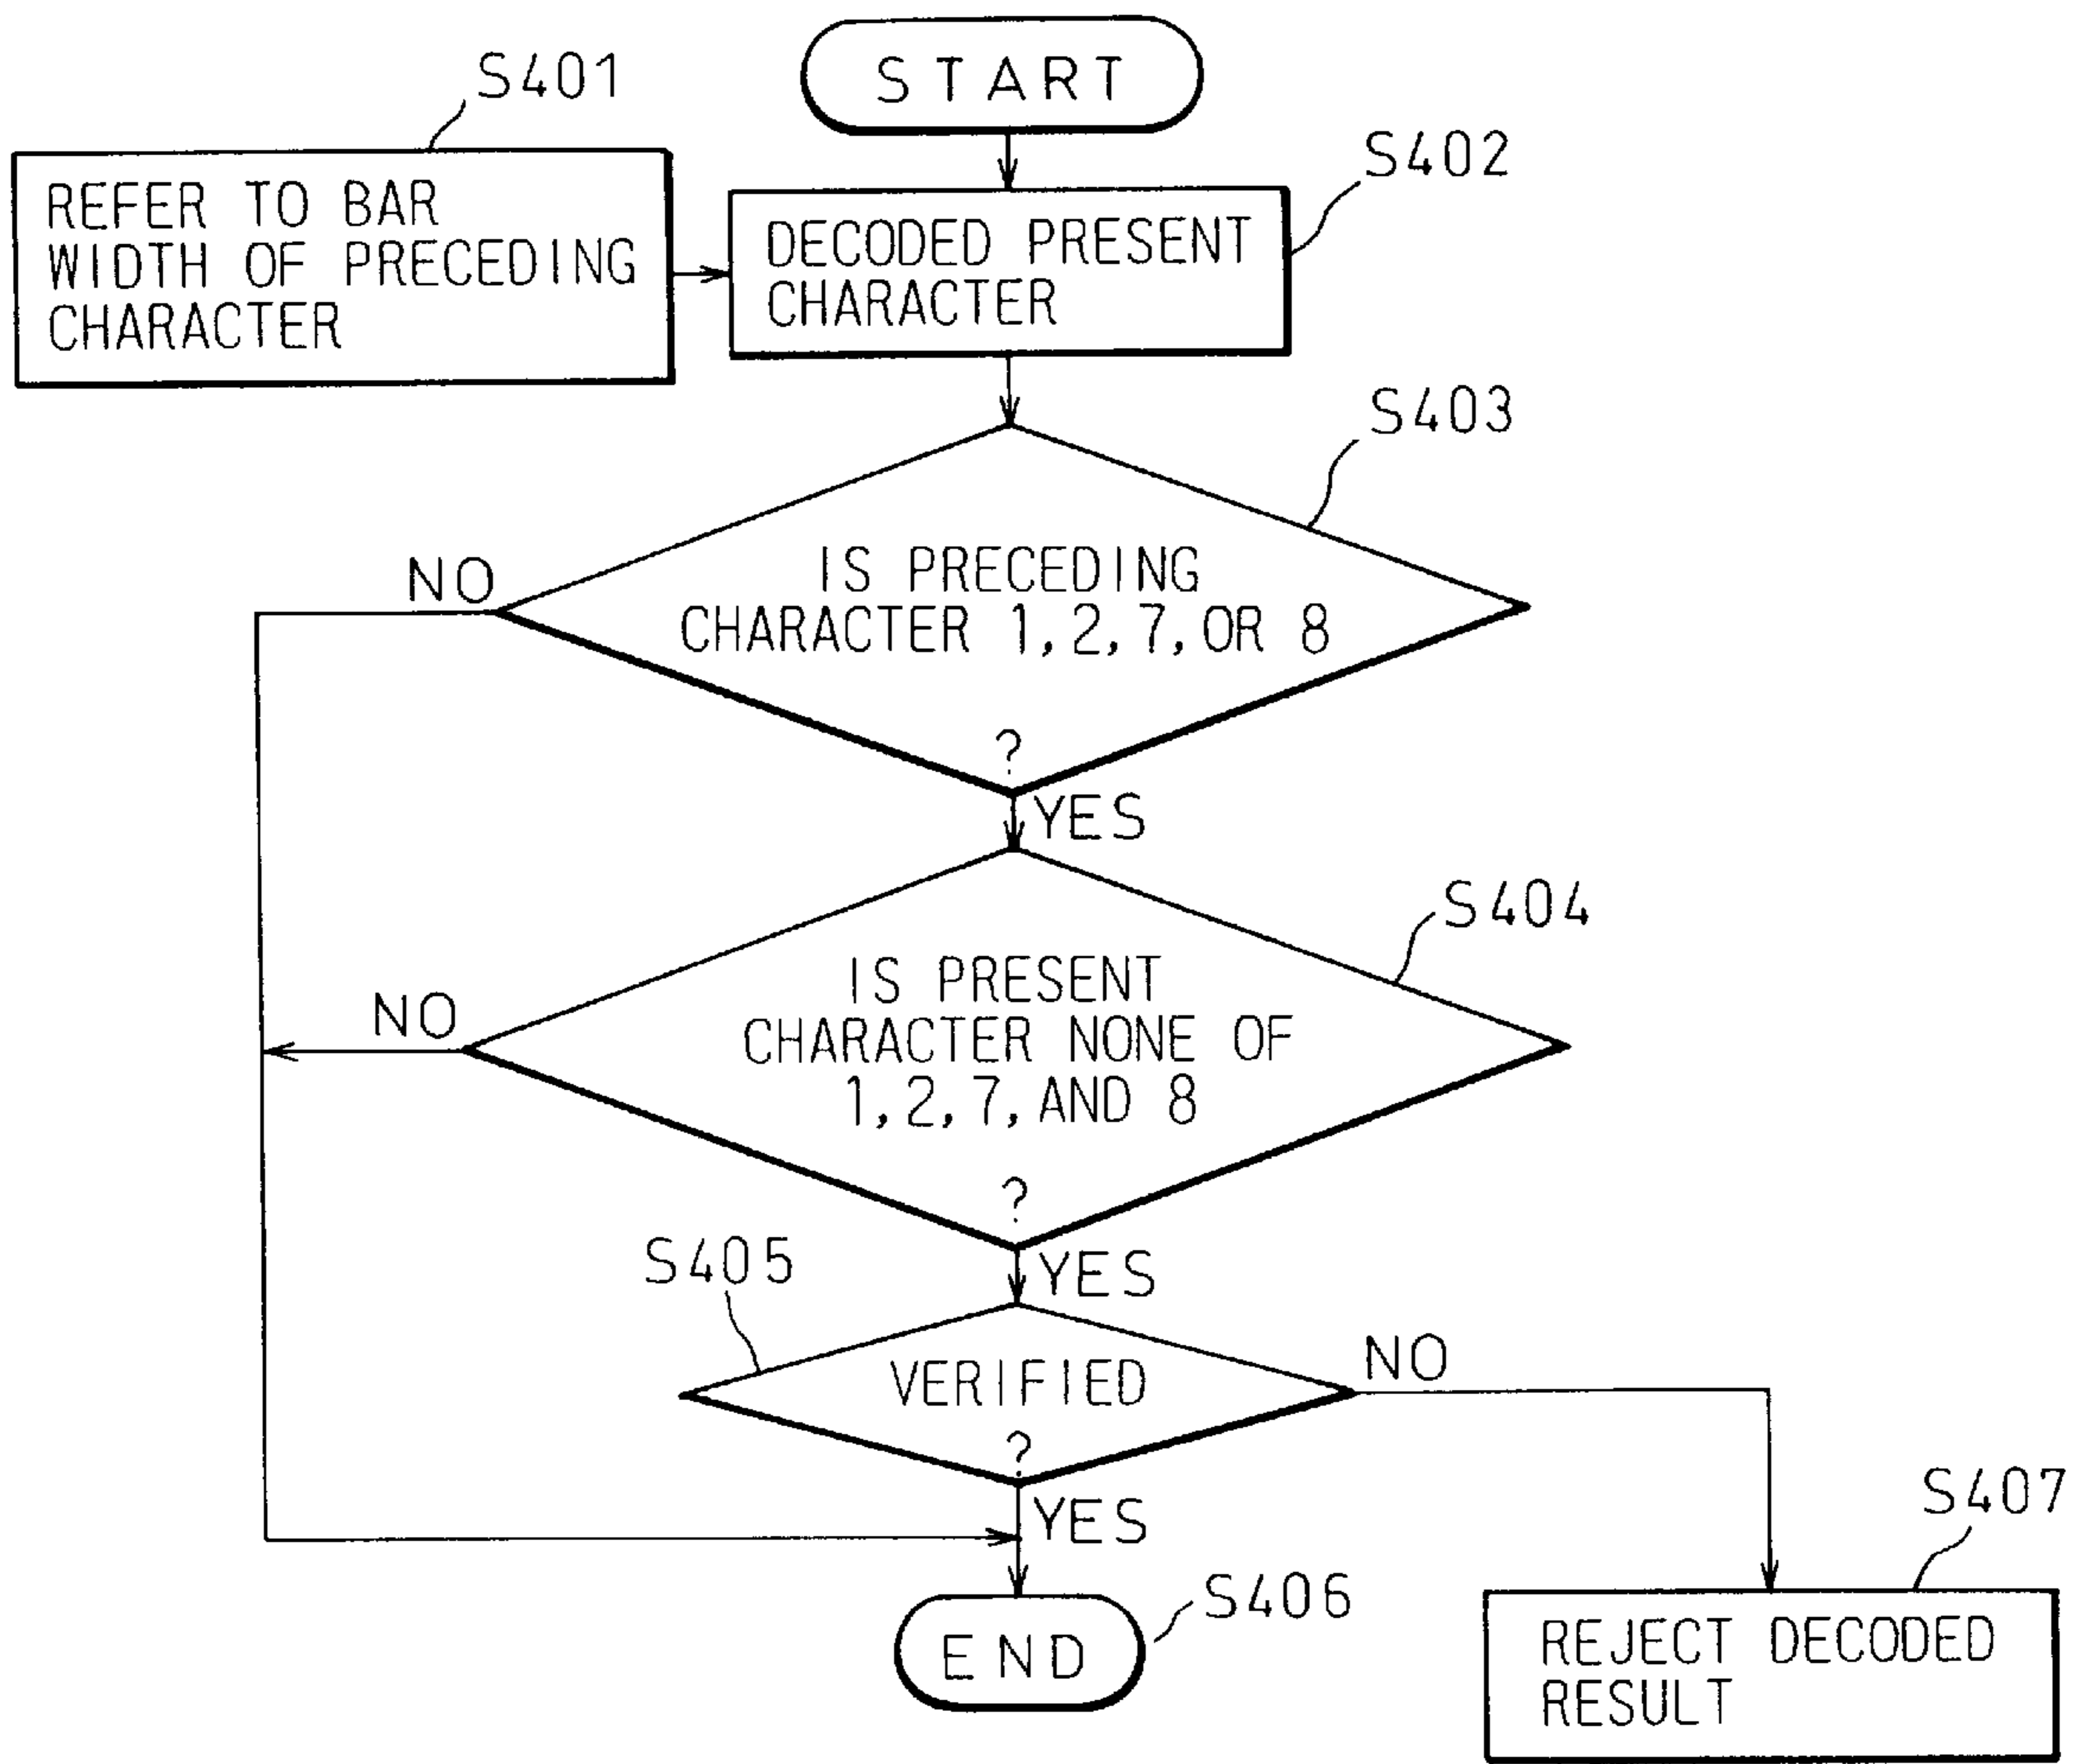 START
S401
S402
REFER TO BAR
WIDTH OF PRECEDING
CHARACTER
DECODED PRESENT
CHARACTER
S403
NO
IS PRECEDING
CHARACTER 1, 2, 7, OR 8
?
YES
S404
NO
IS PRESENT
CHARACTER NONE OF
1, 2, 7, AND 8
?
YES
S405
VERIFIED
?
NO
YES
S407
S406
END
REJECT DECODED
RESULT